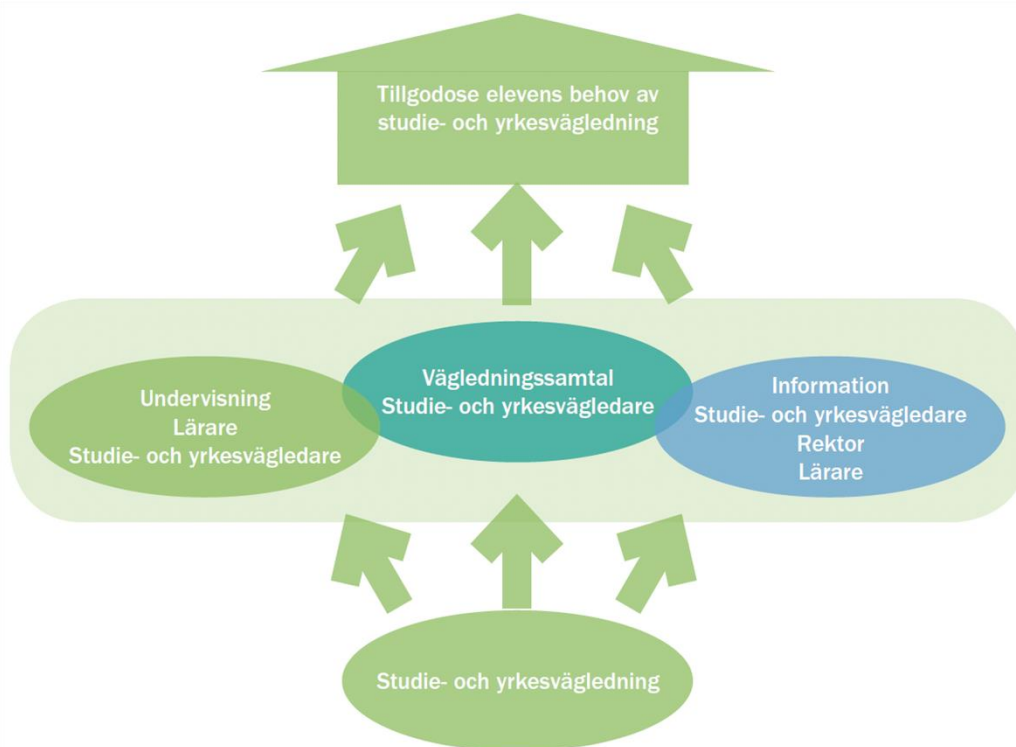 Tillgodose elevens behov av
studie- och yrkesvägledning
Undervisning
Lärare
Studie- och yrkesvägledare
Vägledningssamtal
Studie- och yrkesvägledare
Information
Studie- och yrkesvägledare
Rektor
Lärare
Studie- och yrkesvägledning